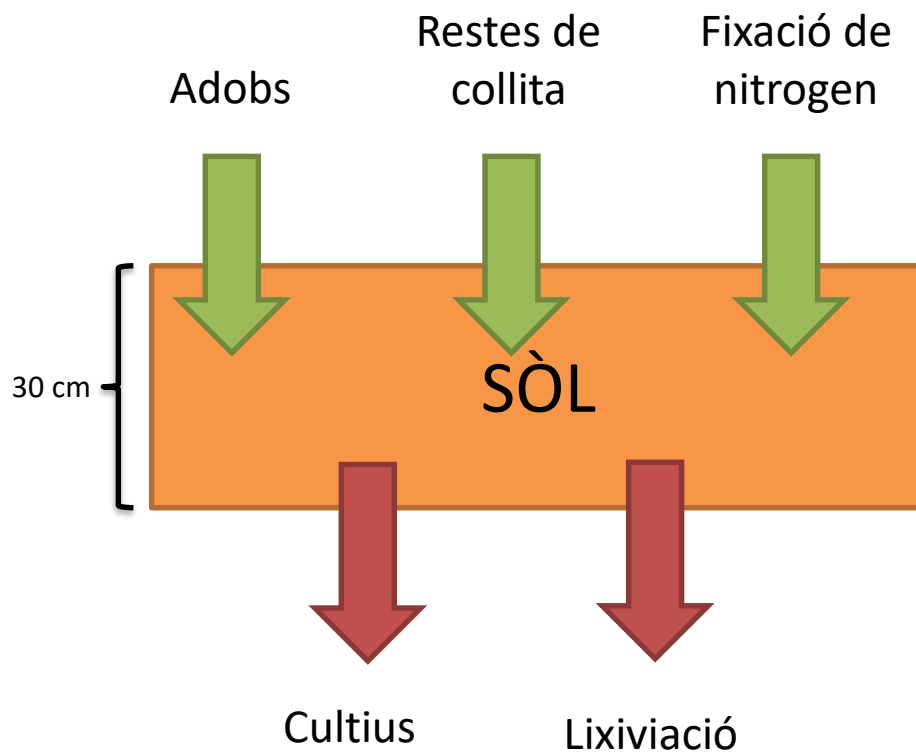 Adobs
Restes de
collita
Fixació de
nitrogen
30 cm
SÒL
Cultius
Lixiviació